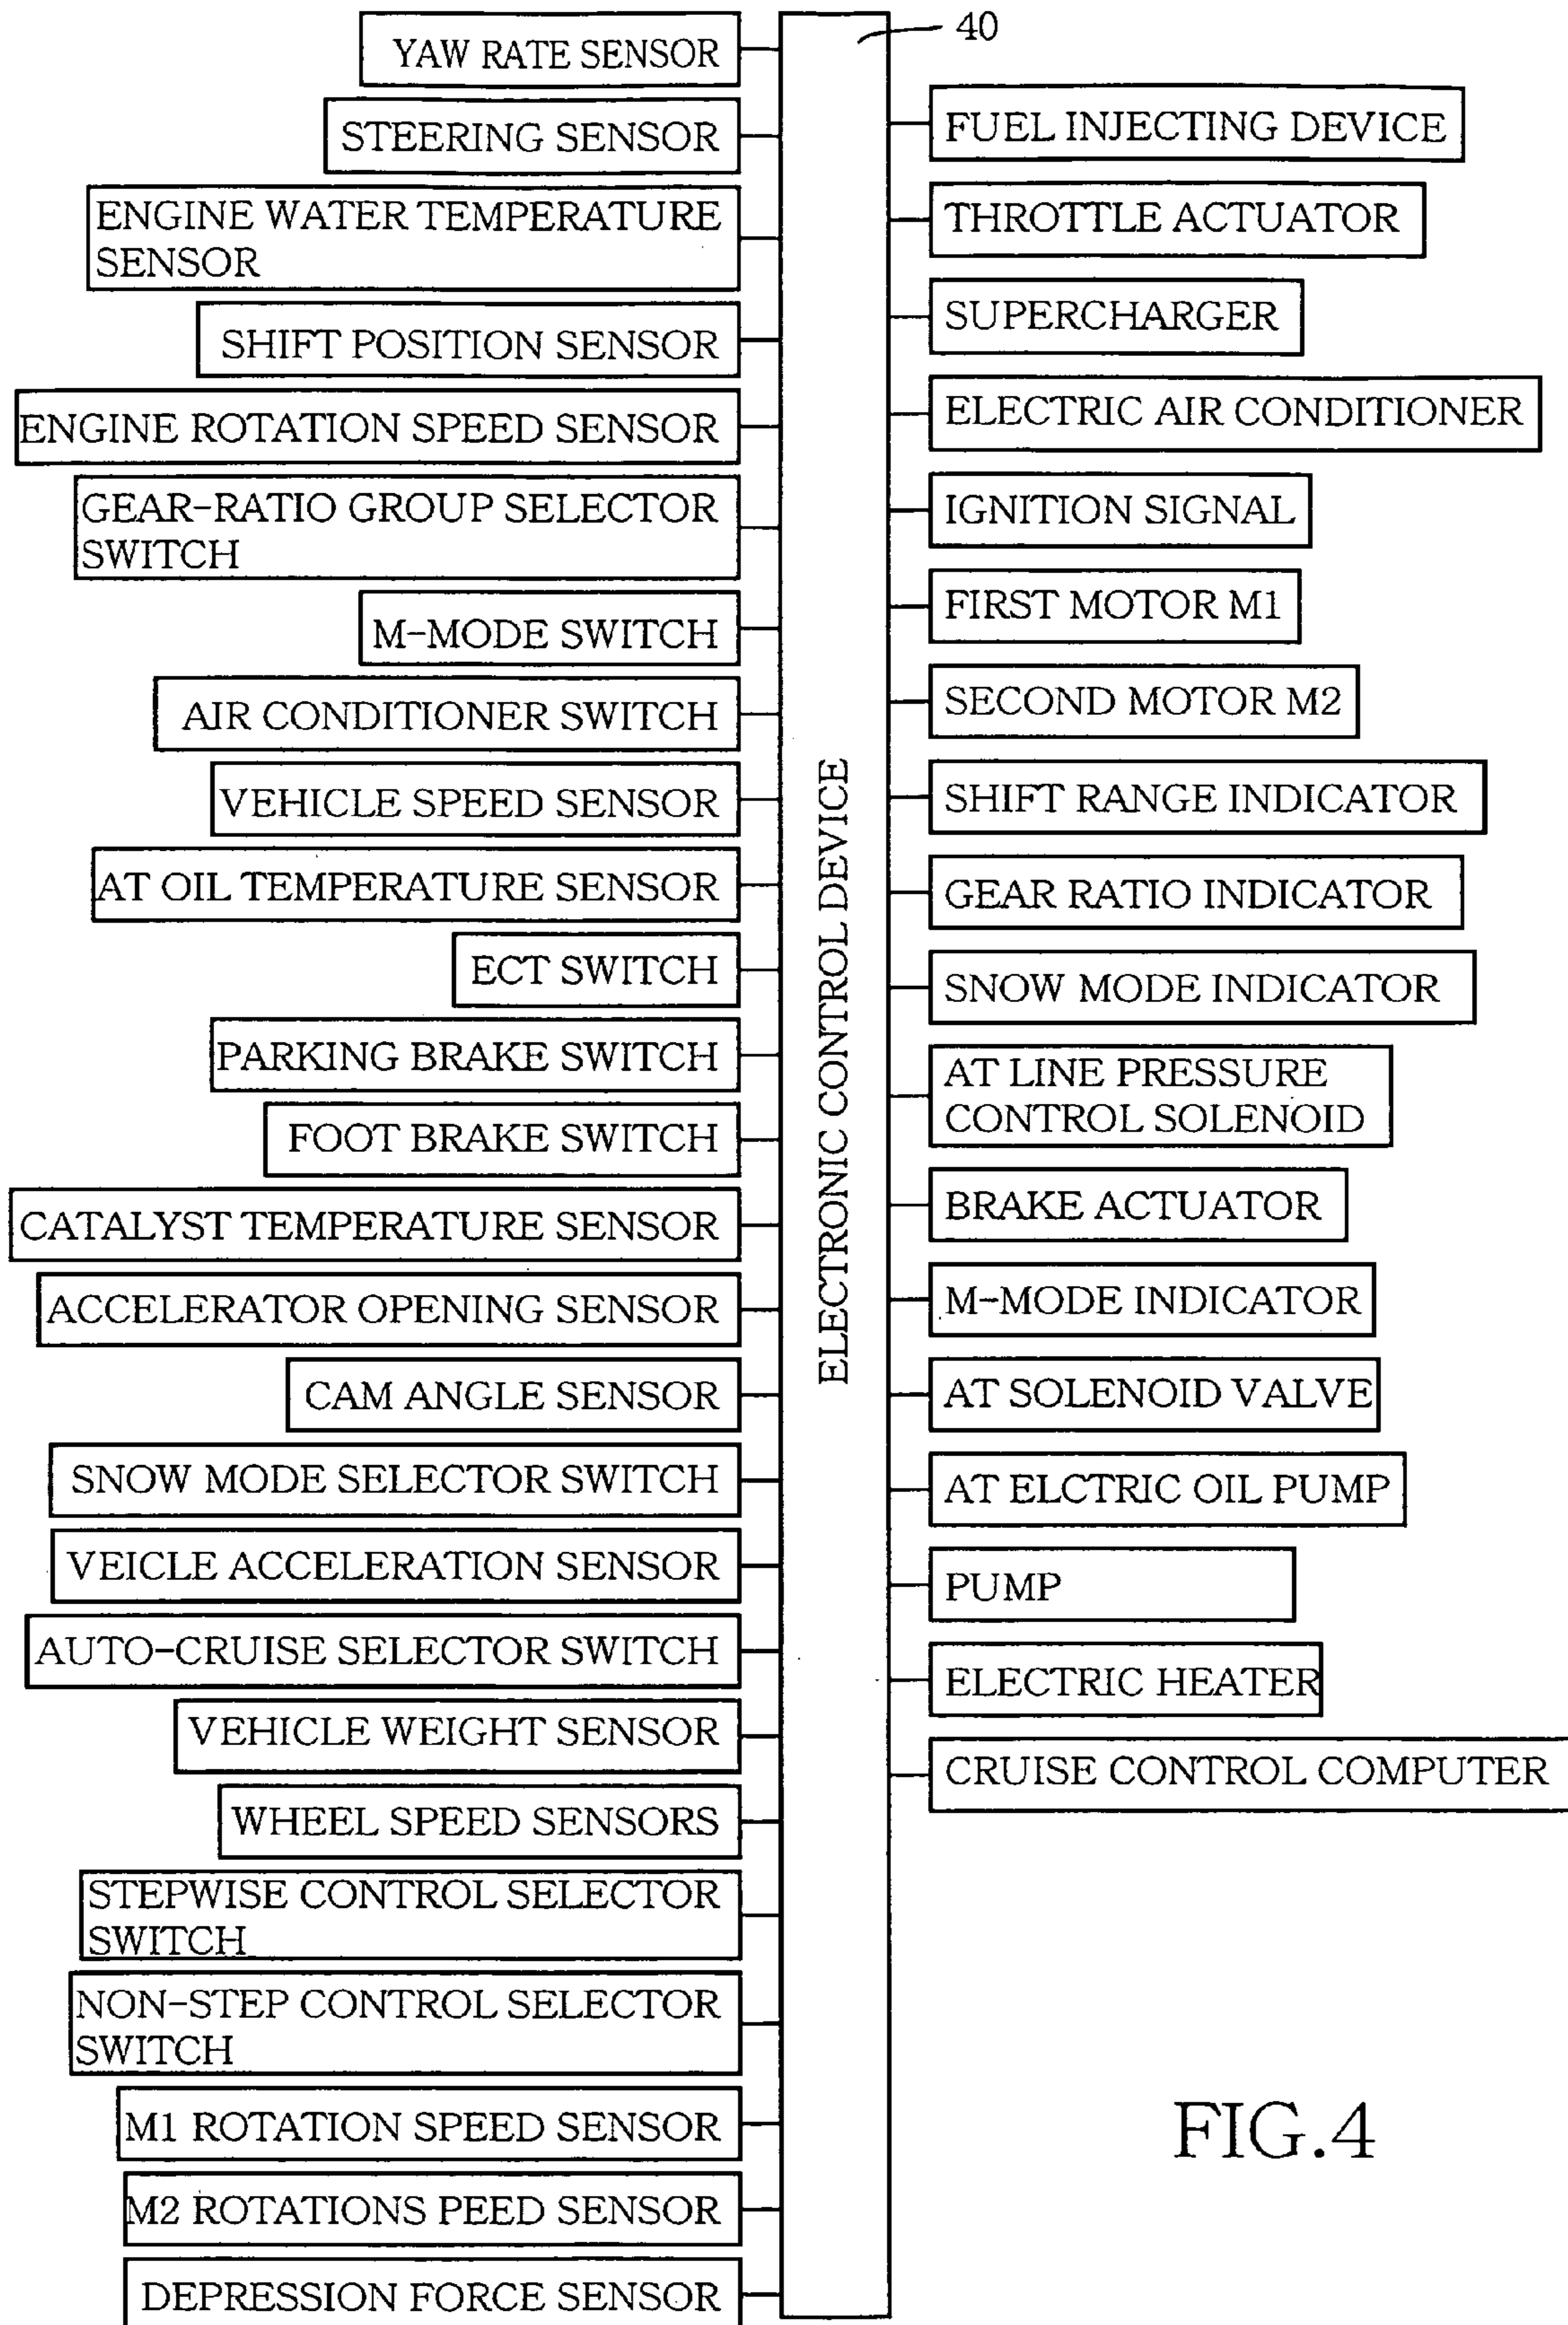 YAW RATE SENSOR
STEERING SENSOR
ENGINE WATER TEMPERATURE
SENSOR
SHIFT POSITION SENSOR
ENGINE ROTATION SPEED SENSOR
GEAR-RATIO GROUP SELECTOR
SWITCH
M-MODE SWITCH
AIR CONDITIONER SWITCH
VEHICLE SPEED SENSOR
AT OIL TEMPERATURE SENSOR
ECT SWITCH
PARKING BRAKE SWITCH
FOOT BRAKE SWITCH
CATALYST TEMPERATURE SENSOR
ACCELERATOR OPENING SENSOR
CAM ANGLE SENSOR
SNOW MODE SELECTOR SWITCH
VEICLE ACCELERATION SENSOR
AUTO-CRUISE SELECTOR SWITCH
VEHICLE WEIGHT SENSOR
WHEEL SPEED SENSORS
STEPWISE CONTROL SELECTOR
SWITCH
NON-STEP CONTROL SELECTOR
SWITCH
M1 ROTATION SPEED SENSOR
M2 ROTATIONS PEED SENSOR
DEPRESSION FORCE SENSOR
ELECTRONIC CONTROL DEVICE
40
FUEL INJECTING DEVICE
THROTTLE ACTUATOR
SUPERCHARGER
ELECTRIC AIR CONDITIONER
IGNITION SIGNAL
FIRST MOTOR M1
SECOND MOTOR M2
SHIFT RANGE INDICATOR
GEAR RATIO INDICATOR
SNOW MODE INDICATOR
AT LINE PRESSURE
CONTROL SOLENOID
BRAKE ACTUATOR
M-MODE INDICATOR
AT SOLENOID VALVE
AT ELCTRIC OIL PUMP
PUMP
ELECTRIC HEATER
CRUISE CONTROL COMPUTER
FIG.4